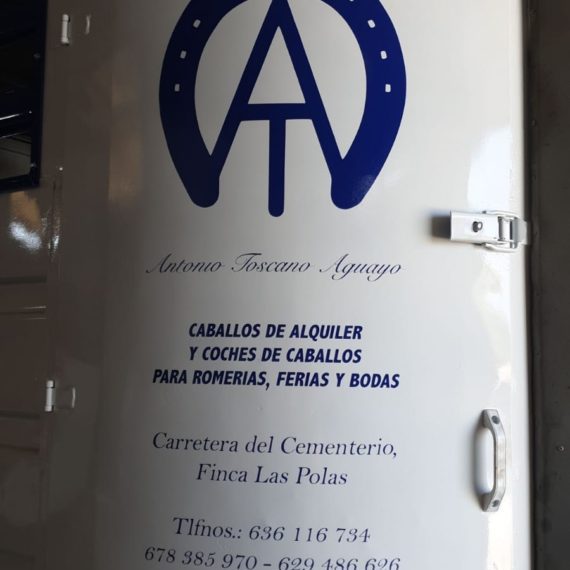 AT
Antonio Toscano Aguayo
CABALLOS DE ALQUILER
Y COCHES DE CABALLOS
PARA ROMERIAS, FERIAS Y BODAS
Carretera del Cementerio,
Finca Las Polas
Tlfnos.: 636 116 734
678 385 970 - 629 486 626